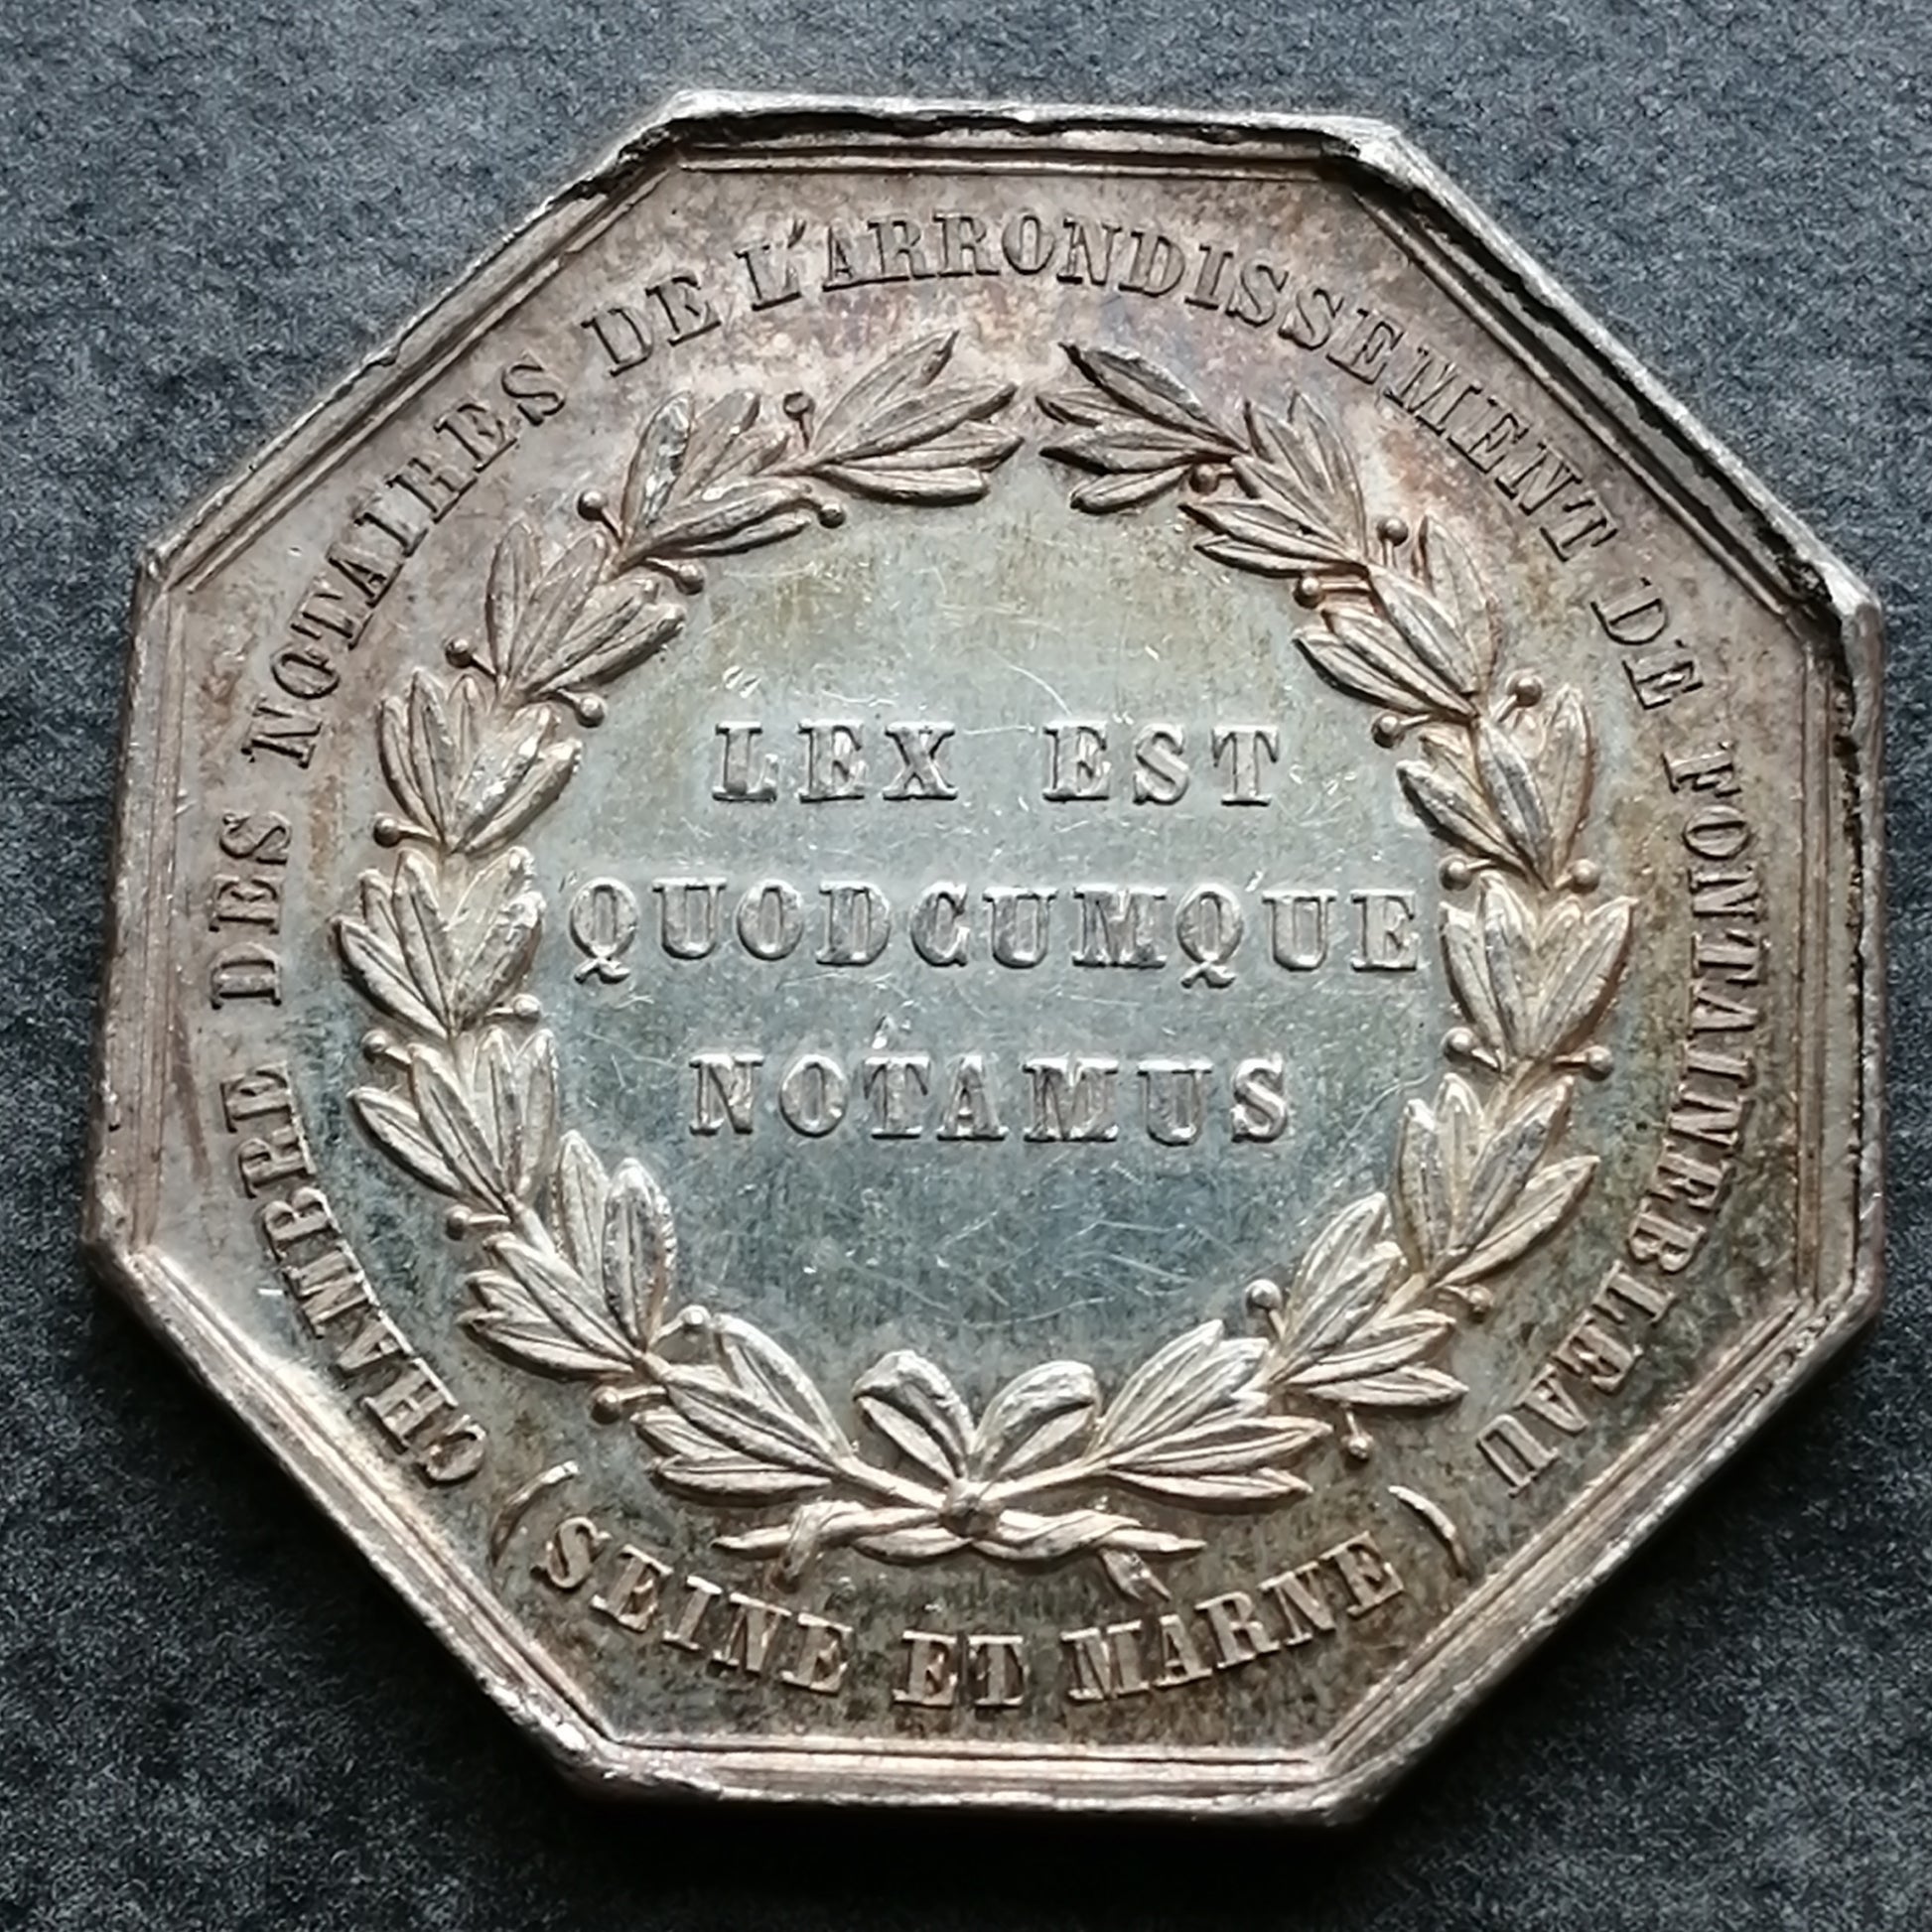 CHAMBRE DES NOTAIRES DE L'ARRONDISSEMENT DE FONTAINEBLEAU
(SEINE ET MARNE)
LEX EST
QUODCUMQUE
NOTAMUS